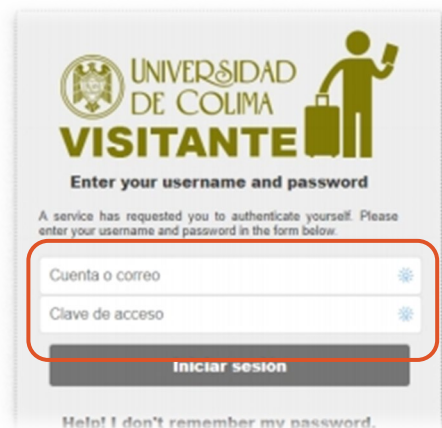 UNIVERSIDAD
DE COLIMA
VISITANTE
Enter your username and password
A service has requested you to authenticate yourself. Please
enter your username and password in the form below.
Cuenta o correo
Clave de acceso
Iniciar sesión
Help! I don't remember my password.